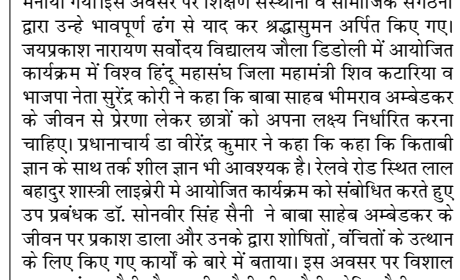 मनाया गया।इस अवसर पर शिक्षण संस्थानों व सामाजिक संगठनों
द्वारा उन्हे भावपूर्ण ढंग से याद कर श्रद्धासुमन अर्पित किए गए।
जयप्रकाश नारायण सर्वोदय विद्यालय जौला डिडोली में आयोजित
कार्यक्रम में विश्व हिंदू महासंघ जिला महामंत्री शिव कटारिया व
भाजपा नेता सुरेंद्र कोरी ने कहा कि बाबा साहब भीमराव अम्बेडकर
के जीवन से प्रेरणा लेकर छात्रों को अपना लक्ष्य निर्धारित करना
चाहिए। प्रधानाचार्य डा वीरेंद्र कुमार ने कहा कि कहा कि किताबी
ज्ञान के साथ तर्क शील ज्ञान भी आवश्यक है। रेलवे रोड स्थित लाल
बहादुर शास्त्री लाइब्रेरी मे आयोजित कार्यक्रम को संबोधित करते हुए
उप प्रबंधक डॉ. सोनवीर सिंह सैनी ने बाबा साहेब अम्बेडकर के
जीवन पर प्रकाश डाला और उनके द्वारा शोषितों ,वंचितों के उत्थान
के लिए किए गए कार्यों के बारे में बताया। इस अवसर पर विशाल